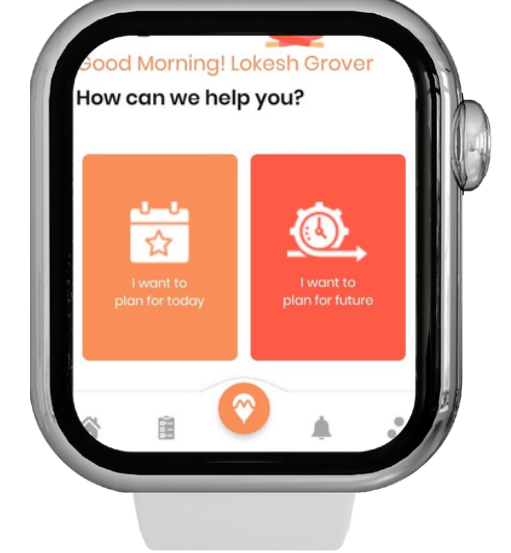 Good Morning! Lokesh Grover
How can we help you?
I want to
plan for today
I want to
plan for future